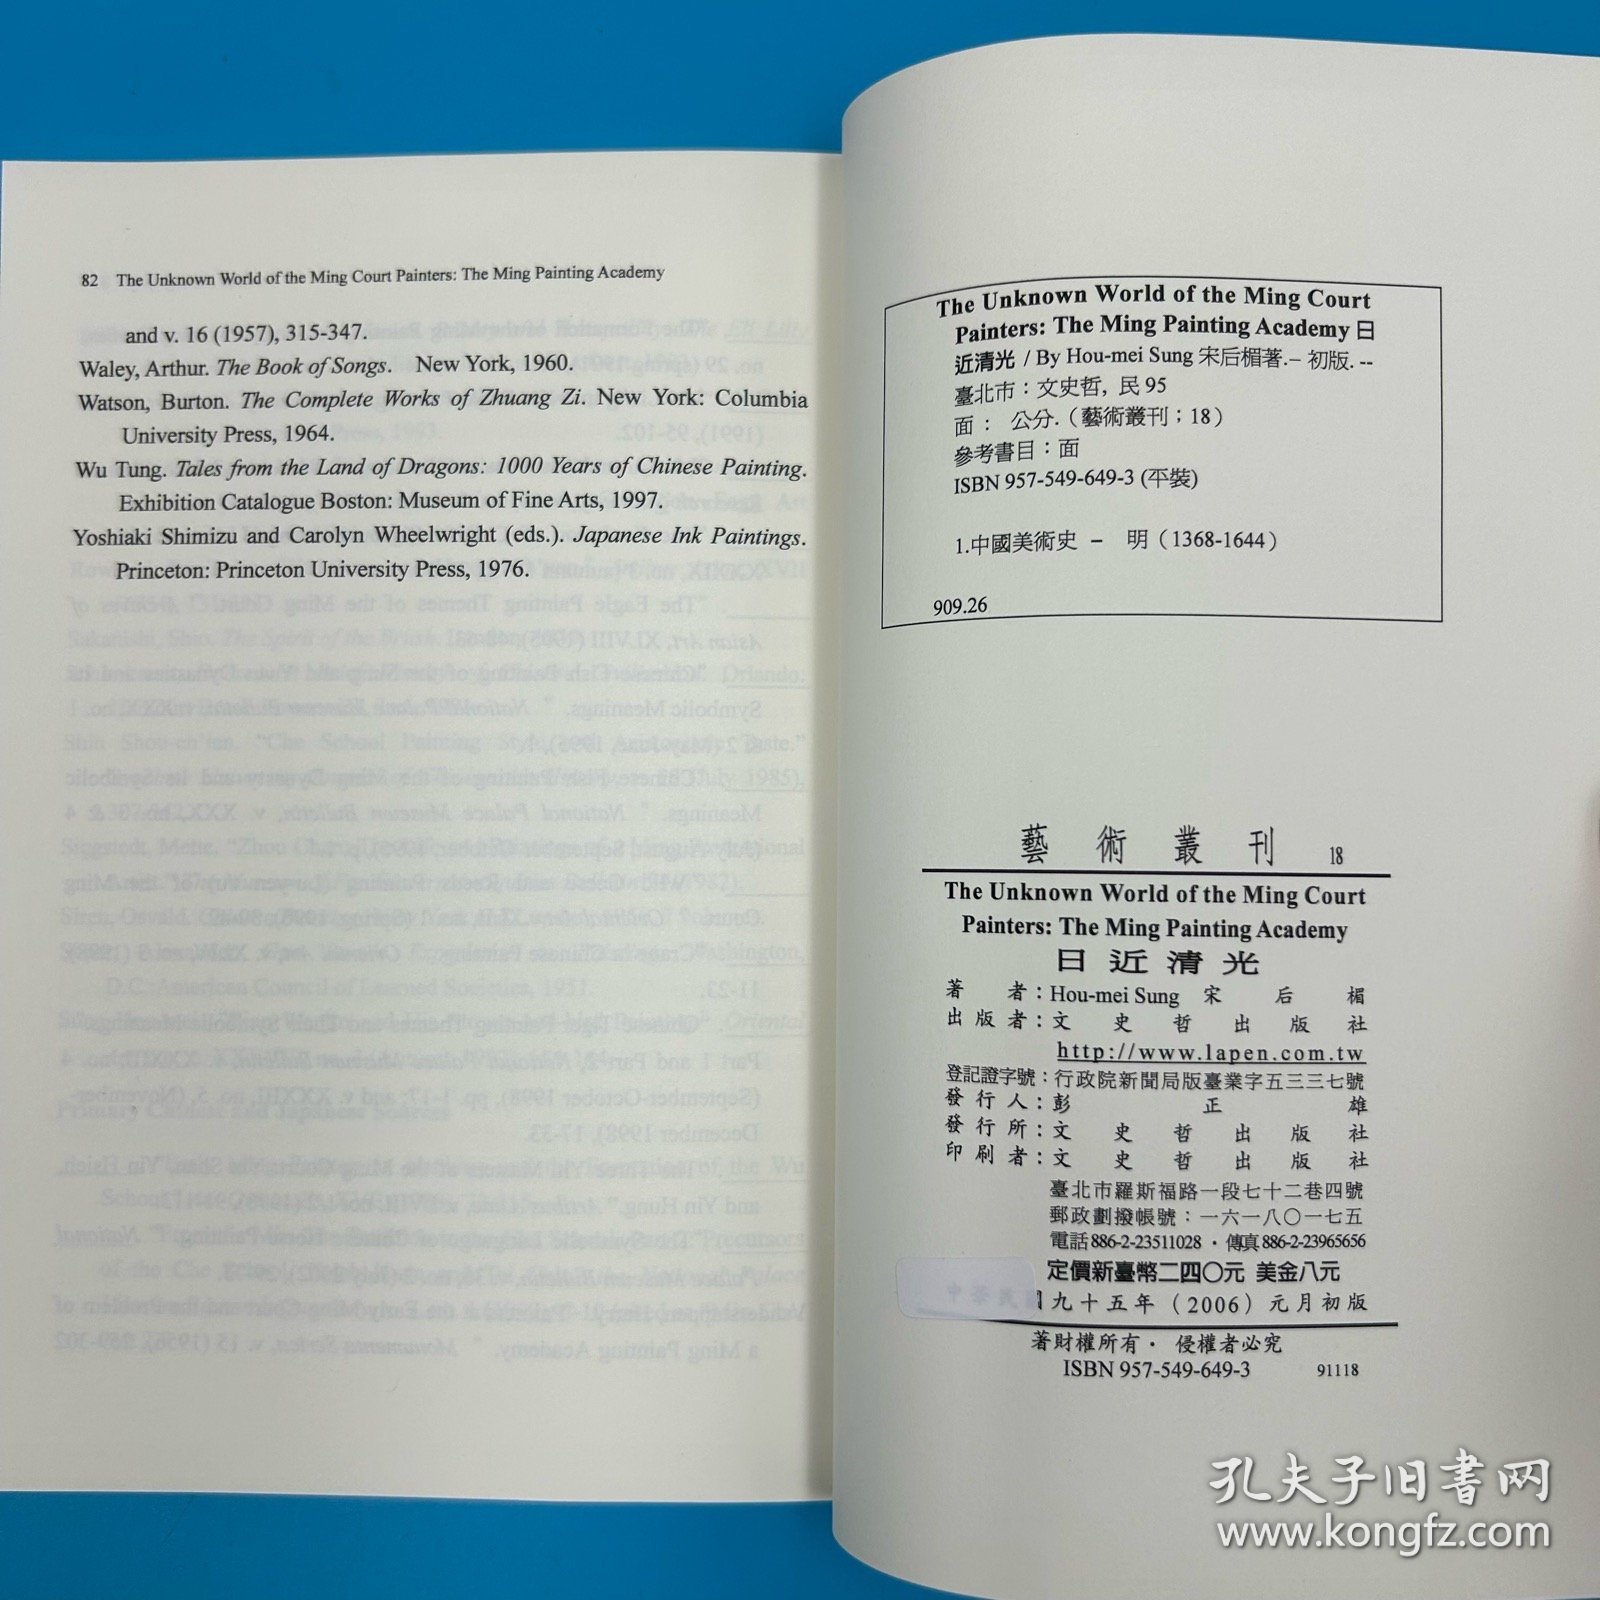 82 The Unknown World of the Ming Court Painters: The Ming Painting Academy
and v. 16 (1957), 315-347.
Waley, Arthur. The Book of Songs. New York, 1960.
Watson, Burton. The Complete Works of Zhuang Zi. New York: Columbia
University Press, 1964.
Wu Tung. Tales from the Land of Dragons: 1000 Years of Chinese Painting.
Exhibition Catalogue Boston: Museum of Fine Arts, 1997.
Yoshiaki Shimizu and Carolyn Wheelwright (eds.). Japanese Ink Paintings.
Princeton: Princeton University Press, 1976.
The Unknown World of the Ming Court
Painters: The Ming Painting Academy 日
近清光 / By Hou-mei Sung 宋后楣著.– 初版. --
臺北市：文史哲, 民 95
面： 公分.（藝術叢刊；18）
參考書目：面
ISBN 957-549-649-3 (平裝)
1.中國美術史 – 明（1368-1644）
909.26
藝術叢刊 18
The Unknown World of the Ming Court
Painters: The Ming Painting Academy
日近清光
著者：Hou-mei Sung 宋后楣
出版者：文史哲出版社
http://www.lapen.com.tw
登記證字號：行政院新聞局版臺業字五三三七號
發行人：彭正雄
發行所：文史哲出版社
印刷者：文史哲出版社
臺北市羅斯福路一段七十二巷四號
郵政劃撥帳號：一六一八〇一七五
電話 886-2-23511028・傳真 886-2-23965656
定價新臺幣二四〇元 美金八元
中華民 九十五年（2006）元月初版
著財權所有・侵權者必究
ISBN 957-549-649-3 91118
孔夫子旧书网
www.kongfz.com